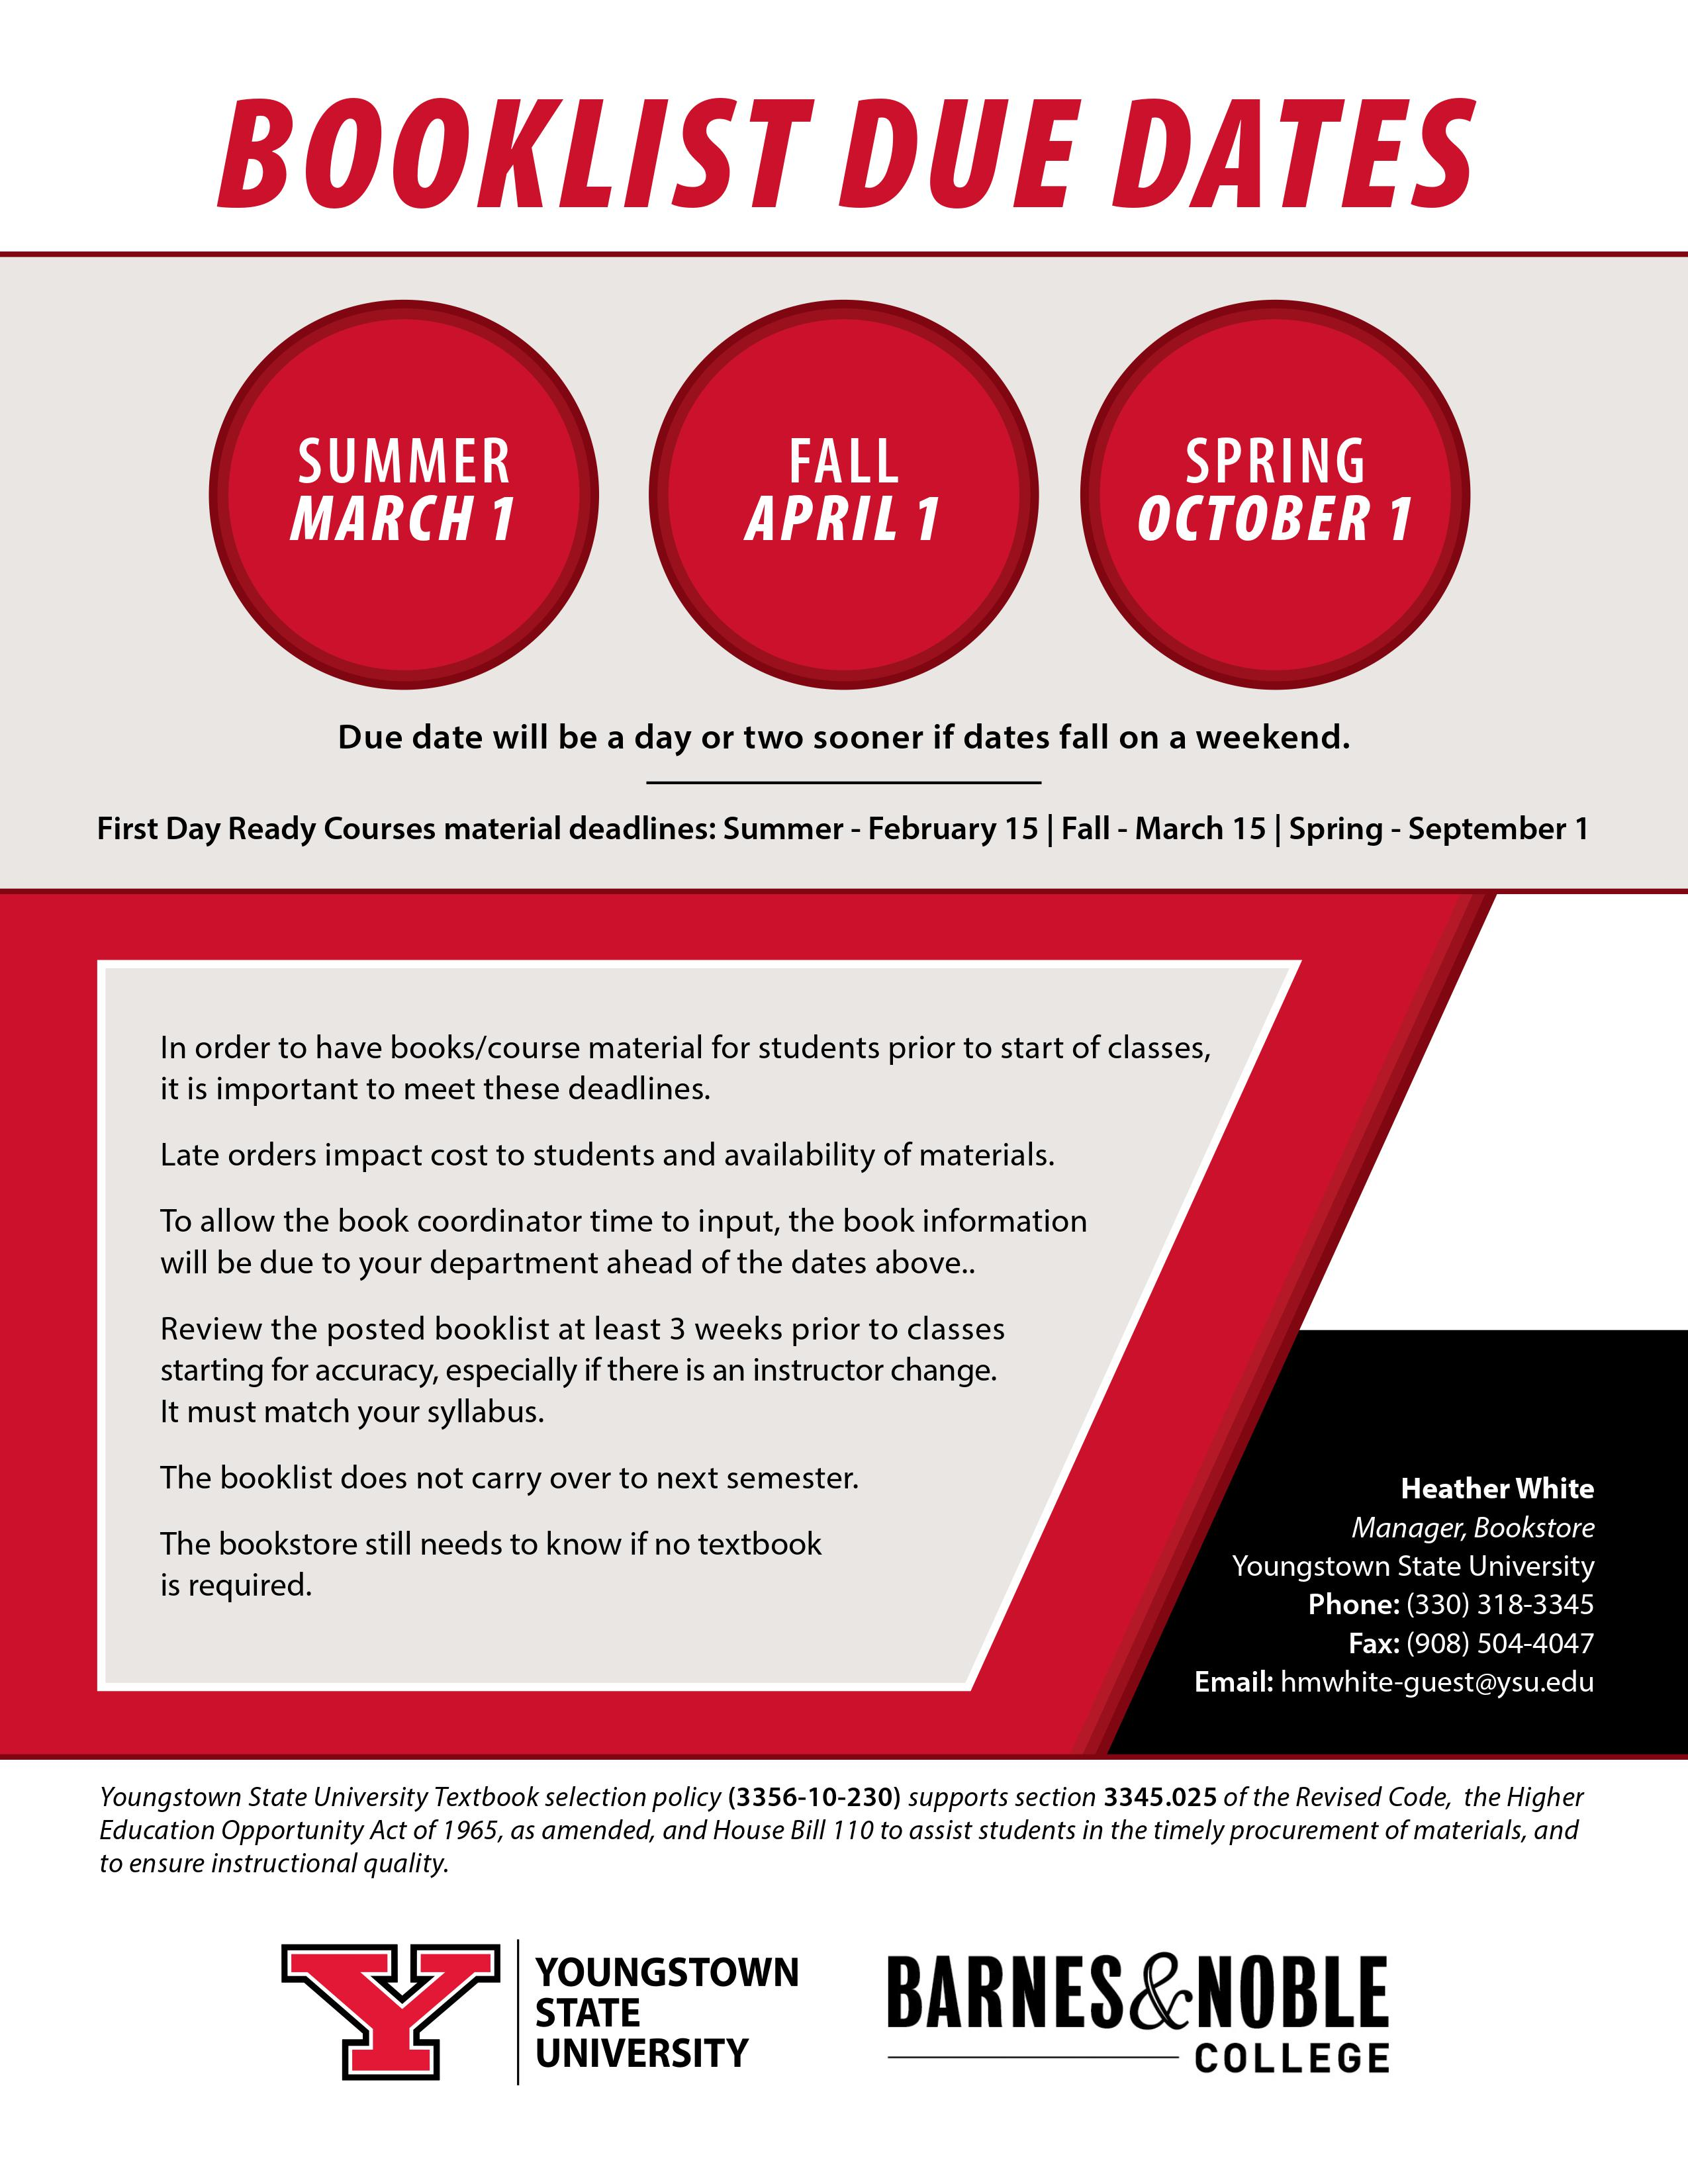 BOOKLIST DUE DATES
SUMMER
MARCH 1
FALL
APRIL 1
SPRING
OCTOBER 1
Due date will be a day or two sooner if dates fall on a weekend.
First Day Ready Courses material deadlines: Summer - February 15 | Fall - March 15 | Spring - September 1
In order to have books/course material for students prior to start of classes,
it is important to meet these deadlines.
Late orders impact cost to students and availability of materials.
To allow the book coordinator time to input, the book information
will be due to your department ahead of the dates above..
Review the posted booklist at least 3 weeks prior to classes
starting for accuracy, especially if there is an instructor change.
It must match your syllabus.
The booklist does not carry over to next semester.
The bookstore still needs to know if no textbook
is required.
Heather White
Manager, Bookstore
Youngstown State University
Phone: (330) 318-3345
Fax: (908) 504-4047
Email: hmwhite-guest@ysu.edu
Youngstown State University Textbook selection policy (3356-10-230) supports section 3345.025 of the Revised Code,  the Higher
Education Opportunity Act of 1965, as amended, and House Bill 110 to assist students in the timely procurement of materials, and
to ensure instructional quality.
Y
YOUNGSTOWN
STATE
UNIVERSITY
BARNES&NOBLE
COLLEGE